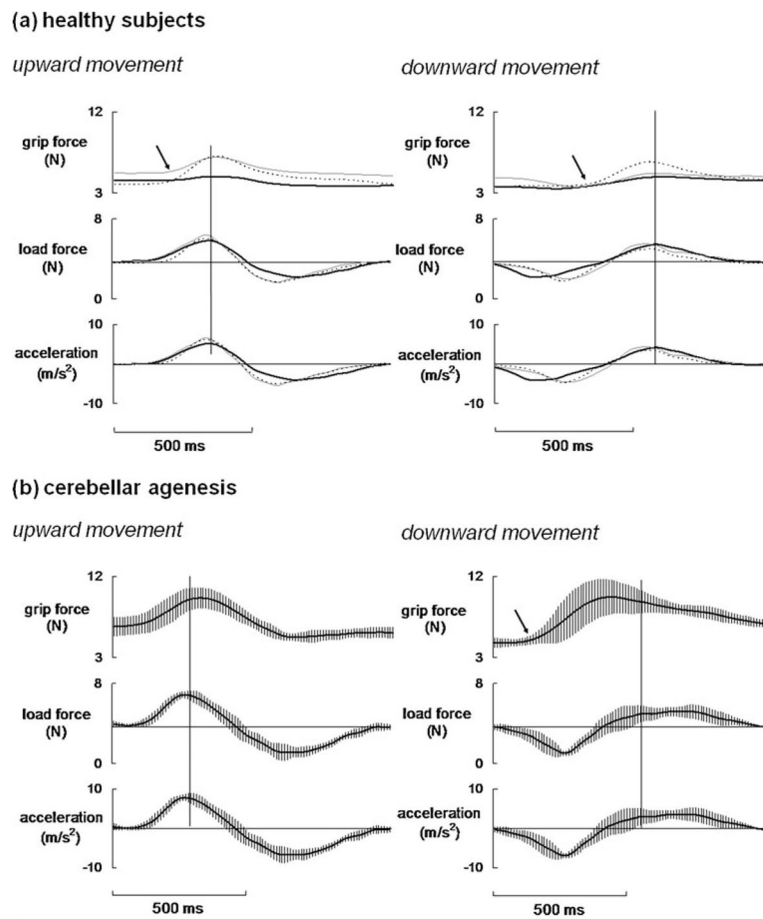 (a) healthy subjects
upward movement
downward movement
12
grip force
(N)
3
8
load force
(N)
0
10
acceleration
(m/s²)
-10
500 ms
12
grip force
(N)
3
8
load force
(N)
0
10
acceleration
(m/s²)
-10
500 ms
(b) cerebellar agenesis
upward movement
downward movement
12
grip force
(N)
3
8
load force
(N)
0
10
acceleration
(m/s²)
-10
500 ms
12
grip force
(N)
3
8
load force
(N)
0
10
acceleration
(m/s²)
-10
500 ms